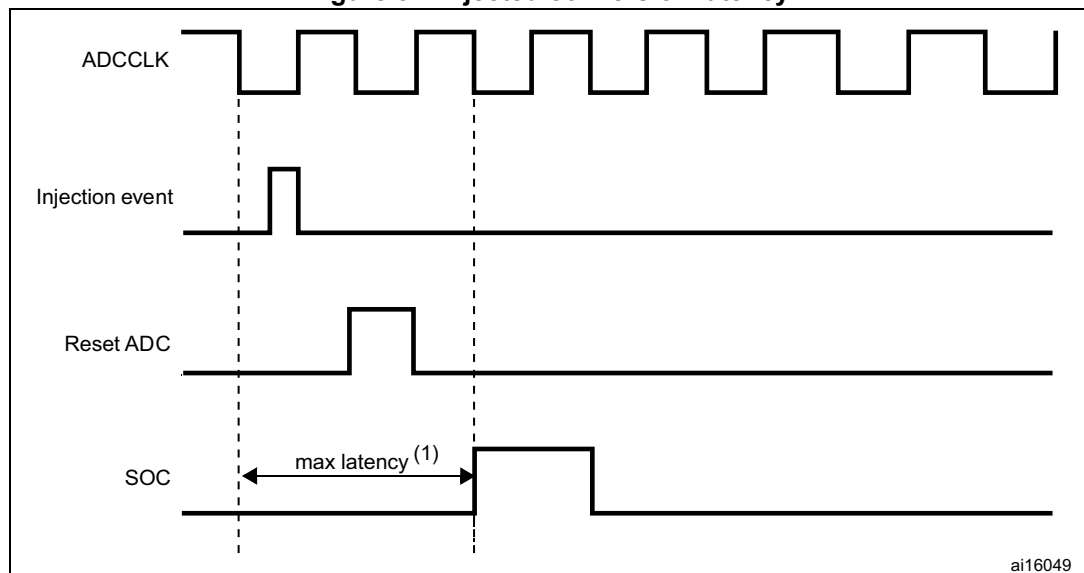 ADCCLK
Injection event
Reset ADC
max latency (1)
SOC
ai16049